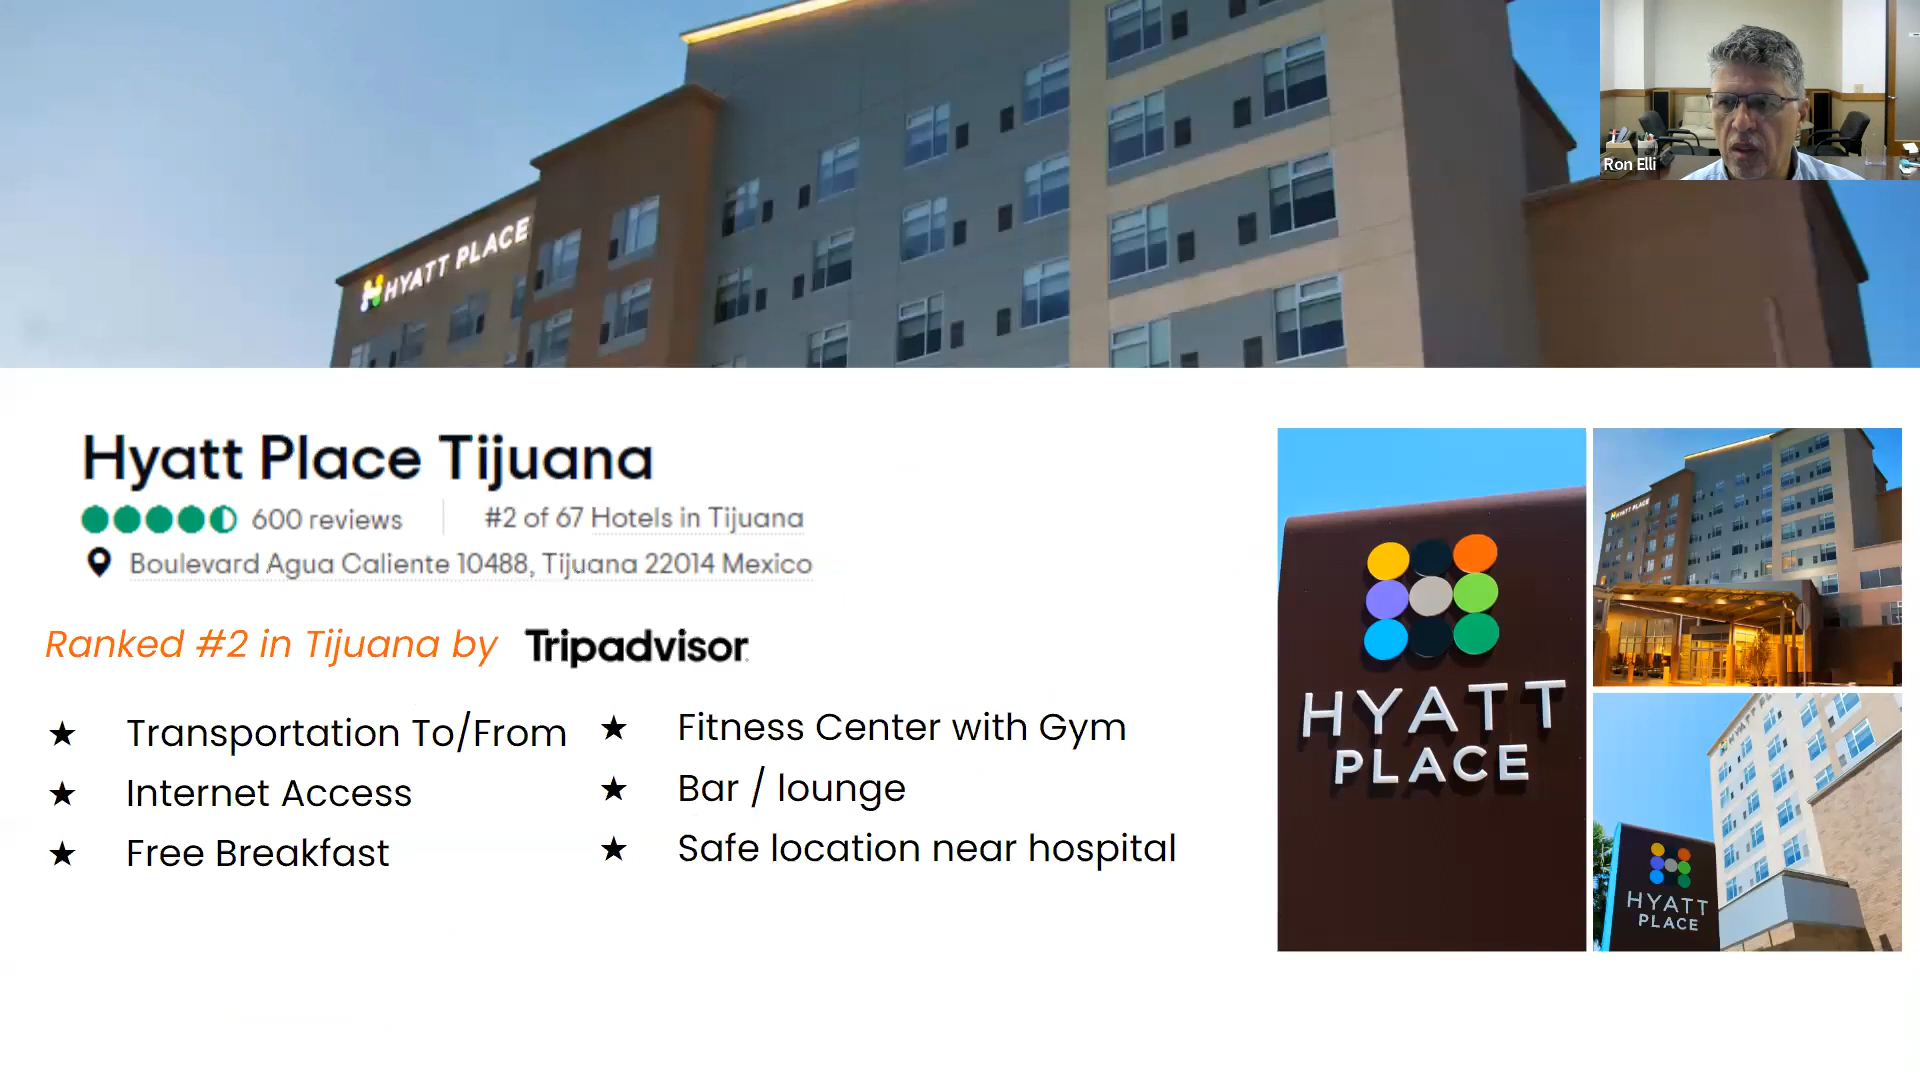 HYATT PLACE
Ron Elli
Hyatt Place Tijuana
600 reviews
#2 of 67 Hotels in Tijuana
Boulevard Agua Caliente 10488, Tijuana 22014 Mexico
Ranked #2 in Tijuana by Tripadvisor
★ Transportation To/From
★ Internet Access
★ Free Breakfast
★ Fitness Center with Gym
★ Bar / lounge
★ Safe location near hospital
HYATT
PLACE
HYATT PLACE
HYATT
PLACE